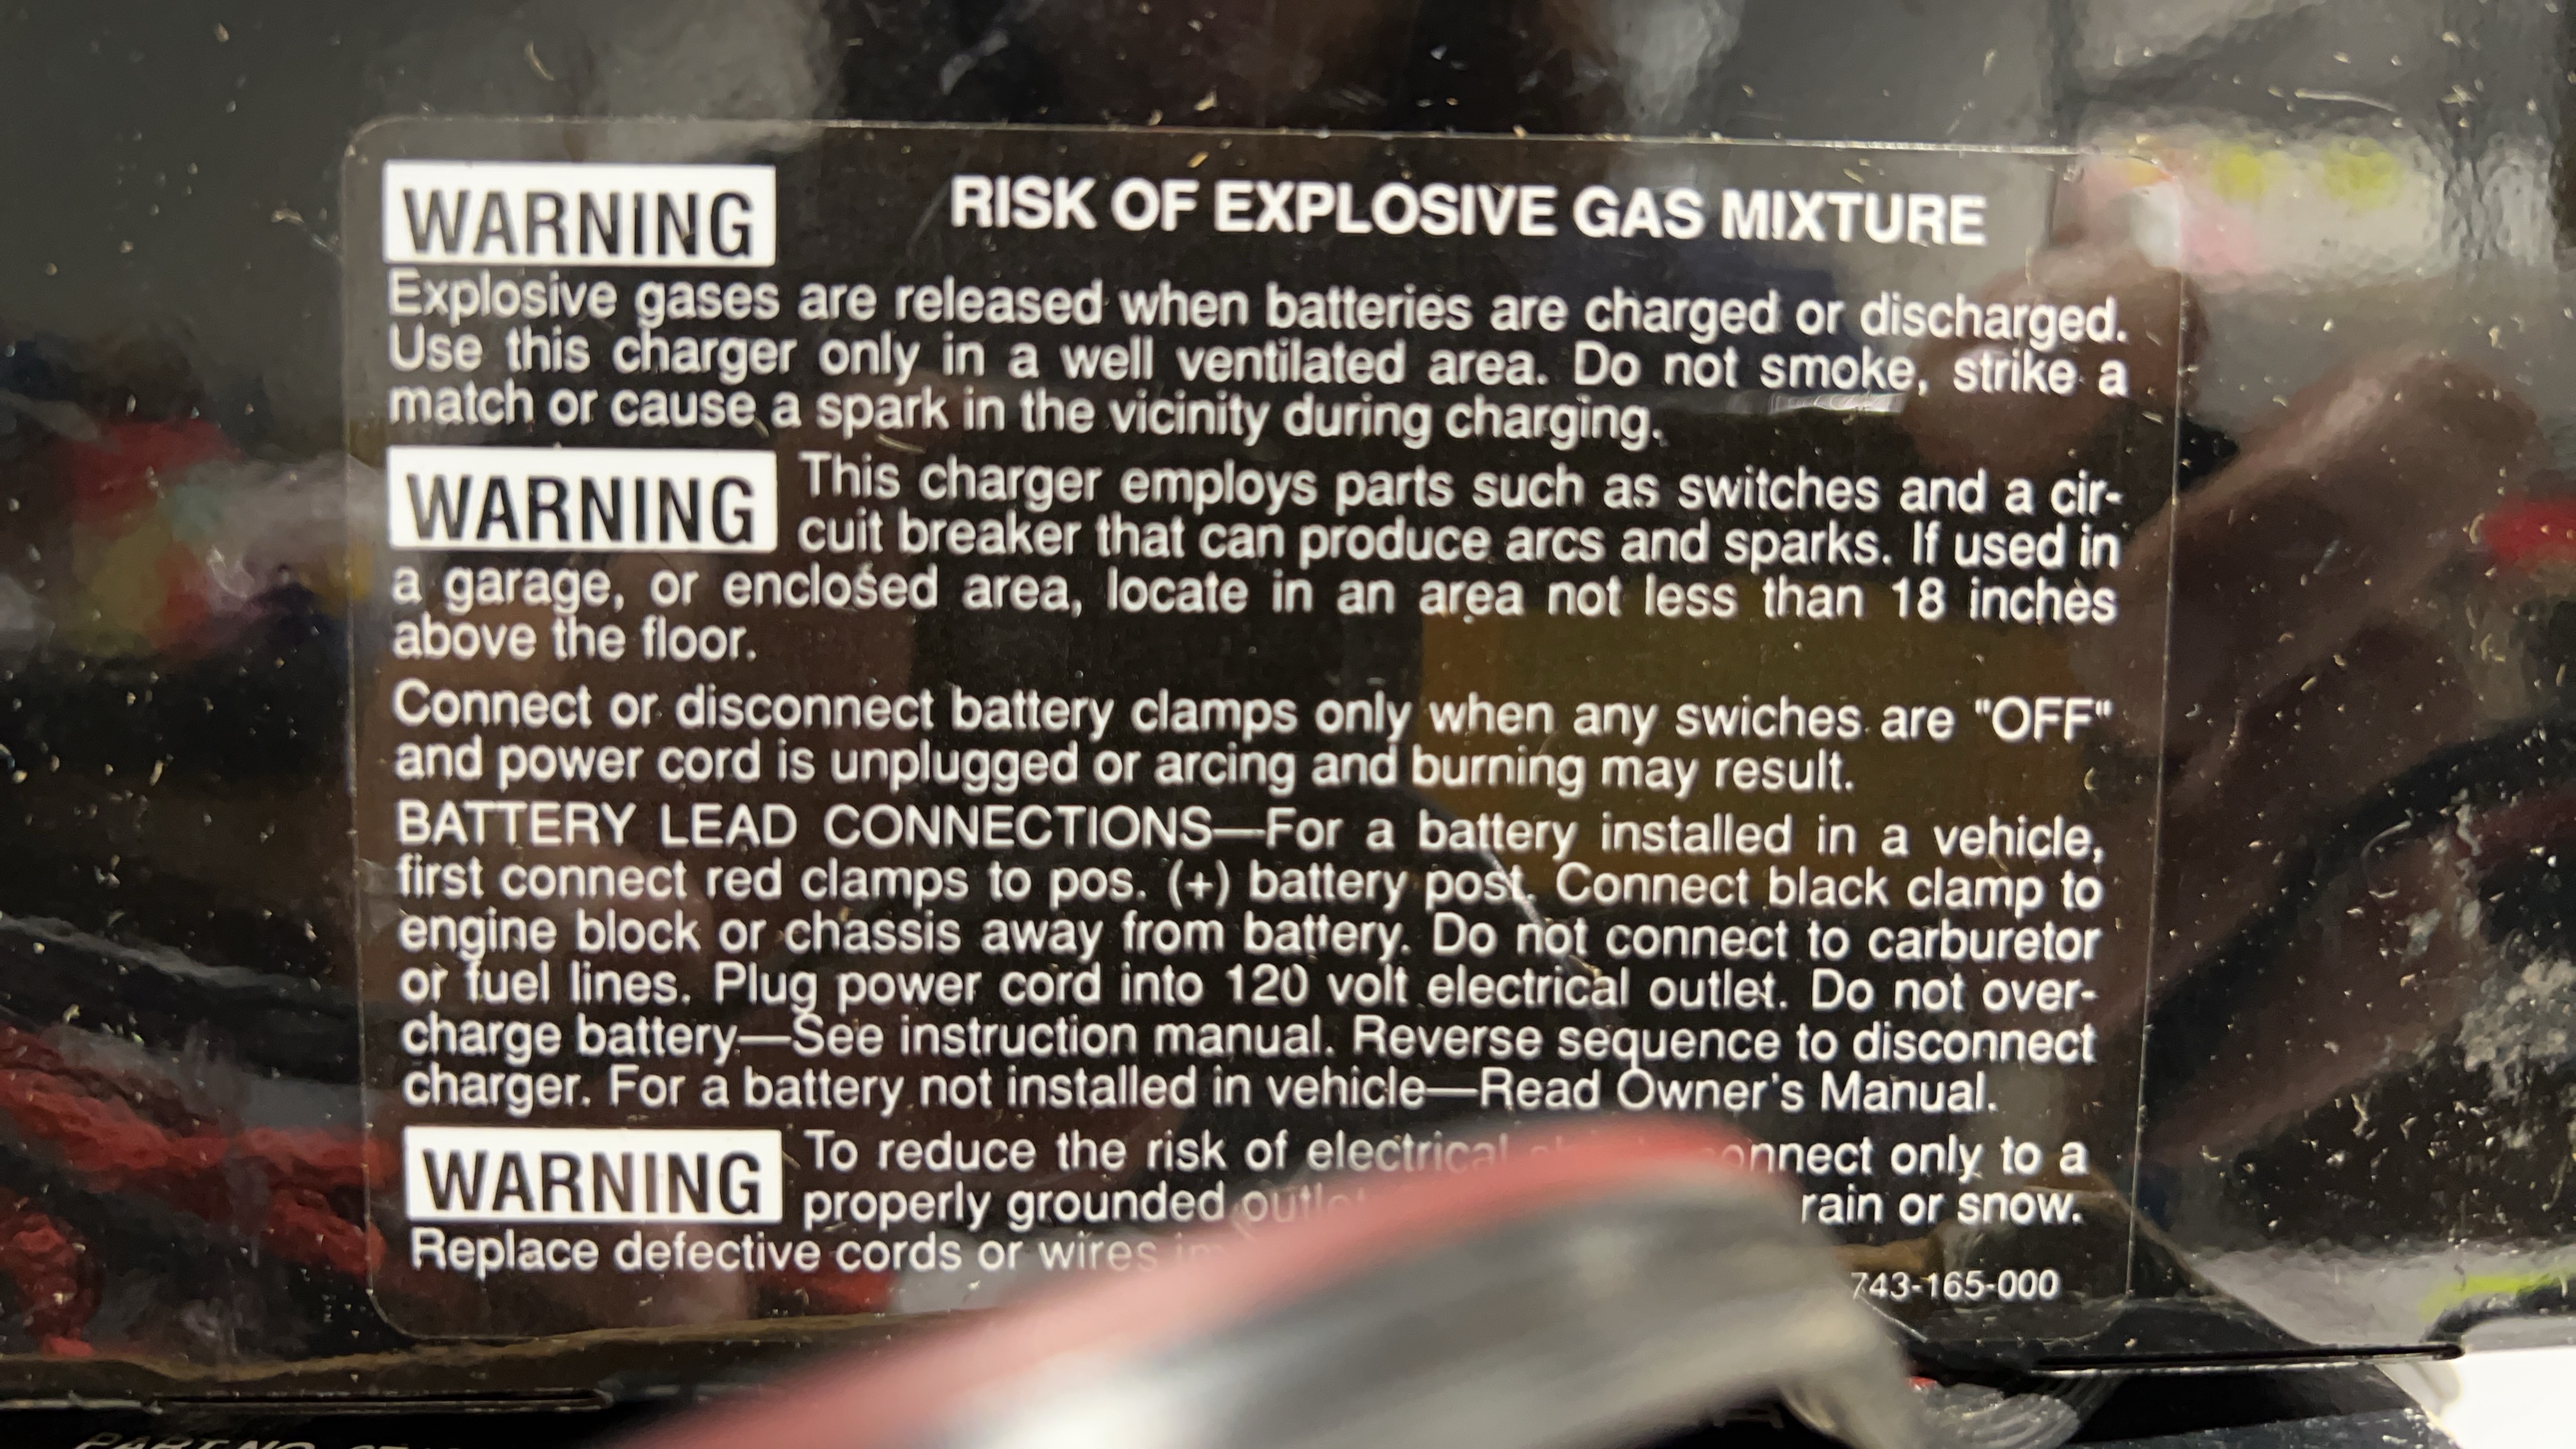 WARNING RISK OF EXPLOSIVE GAS MIXTURE
Explosive gases are released when batteries are charged or discharged.
Use this charger only in a well ventilated area. Do not smoke, strike a
match or cause a spark in the vicinity during charging.
WARNING This charger employs parts such as switches and a cir-
cuit breaker that can produce arcs and sparks. If used in
a garage, or enclosed area, locate in an area not less than 18 inches
above the floor.
Connect or disconnect battery clamps only when any swiches are "OFF"
and power cord is unplugged or arcing and burning may result.
BATTERY LEAD CONNECTIONS—For a battery installed in a vehicle,
first connect red clamps to pos. (+) battery post. Connect black clamp to
engine block or chassis away from battery. Do not connect to carburetor
or fuel lines. Plug power cord into 120 volt electrical outlet. Do not over-
charge battery—See instruction manual. Reverse sequence to disconnect
charger. For a battery not installed in vehicle—Read Owner's Manual.
WARNING To reduce the risk of electrical only to a
properly grounded rain or snow.
Replace defective cords or wires
743-165-000